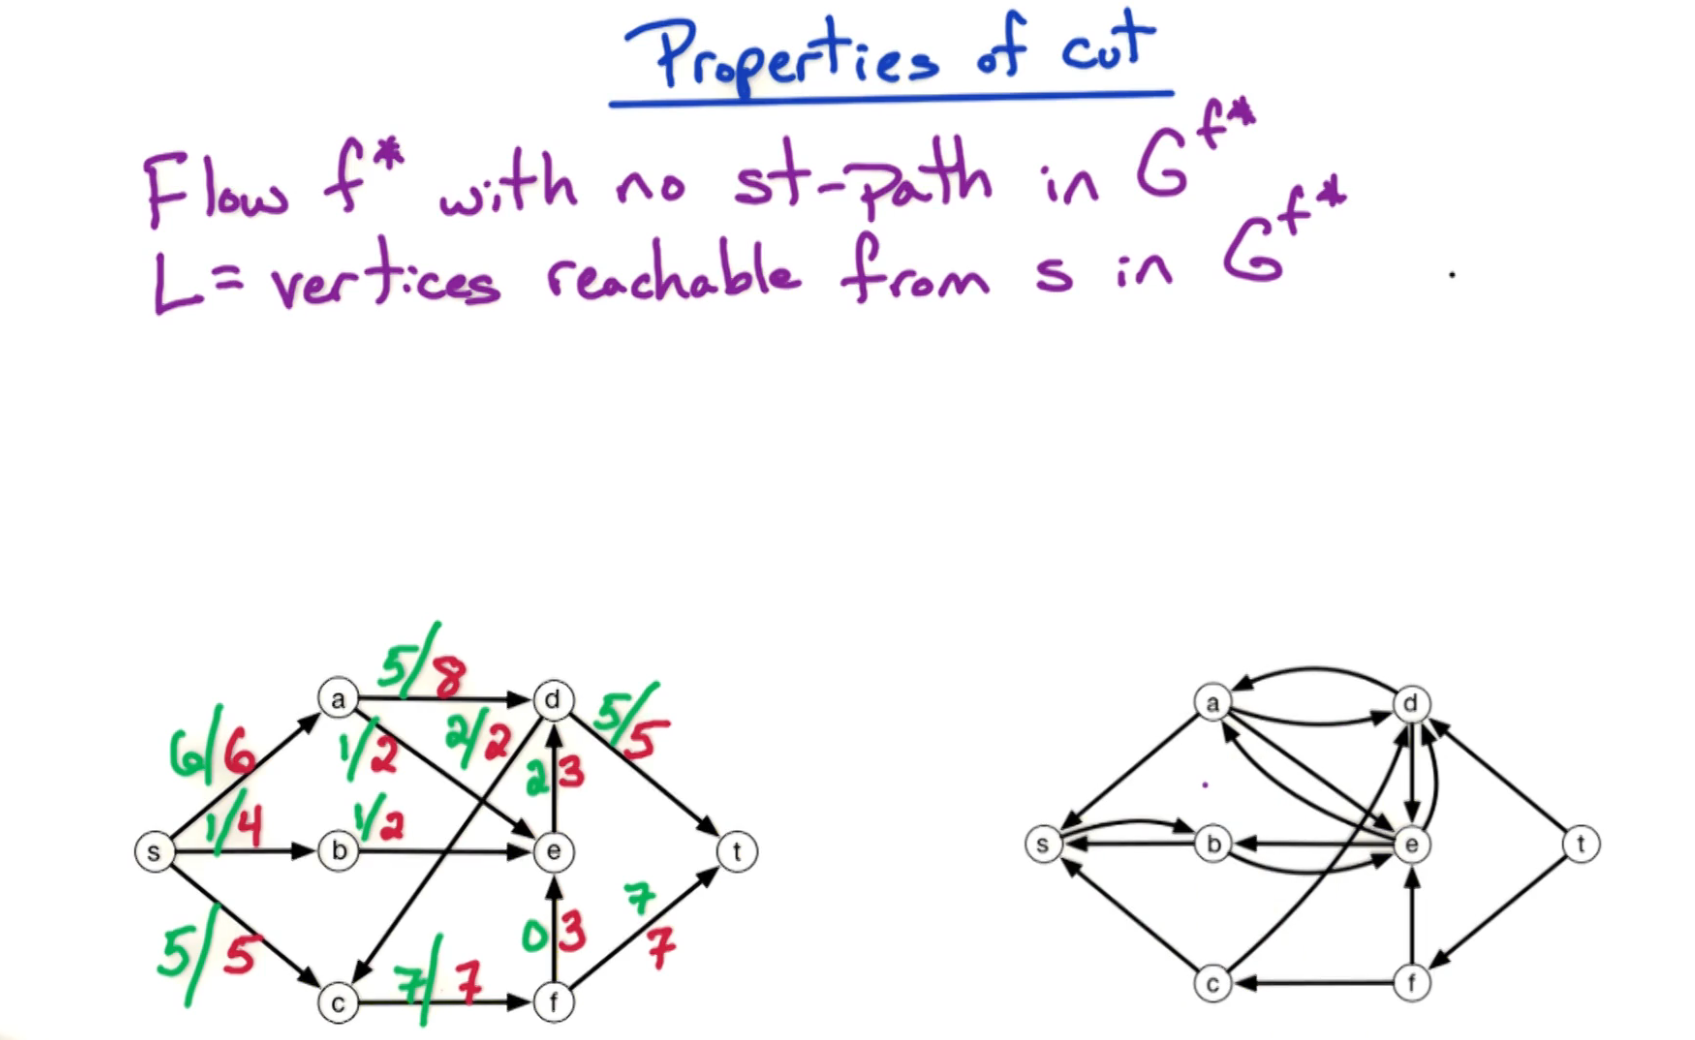 Properties of cut
Flow f* with no st-path in G^f*
L = vertices reachable from s in G^f*
5/8
a d
6/6 1/2 2/2 2 3 5/5
1/4 1/2
s b e t
5/5 7/7 0 3 7 7
c f
a d
s b e t
c f